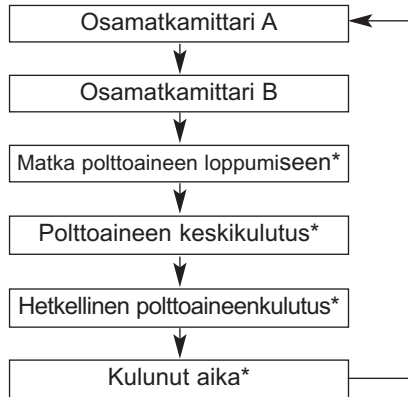 Osamatkamittari A
Osamatkamittari B
Matka polttoaineen loppumiseen*
Polttoaineen keskikulutus*
Hetkellinen polttoaineenkulutus*
Kulunut aika*